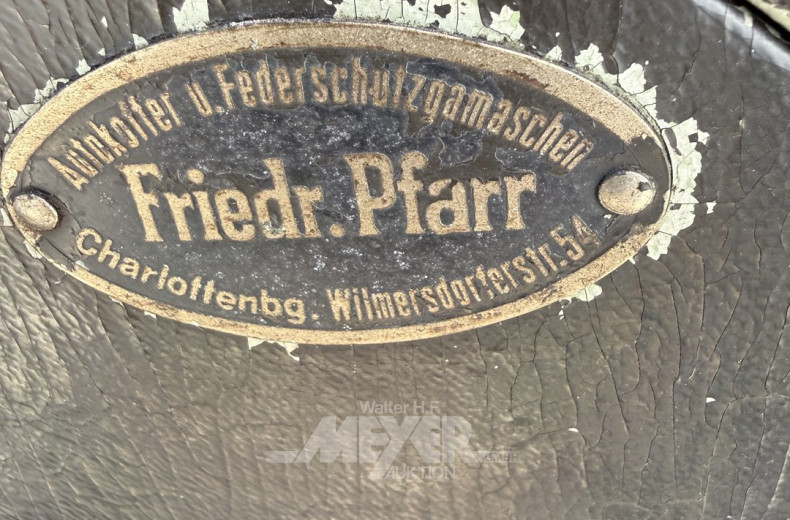 Autokoffer u. Federschutzgamaschen
Friedr. Pfarr
Charlottenbg. Wilmersdorferstr. 54
Walter H.F.
MEYER
AUKTION